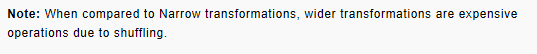 Note: When compared to Narrow transformations, wider transformations are expensive
operations due to shuffling.